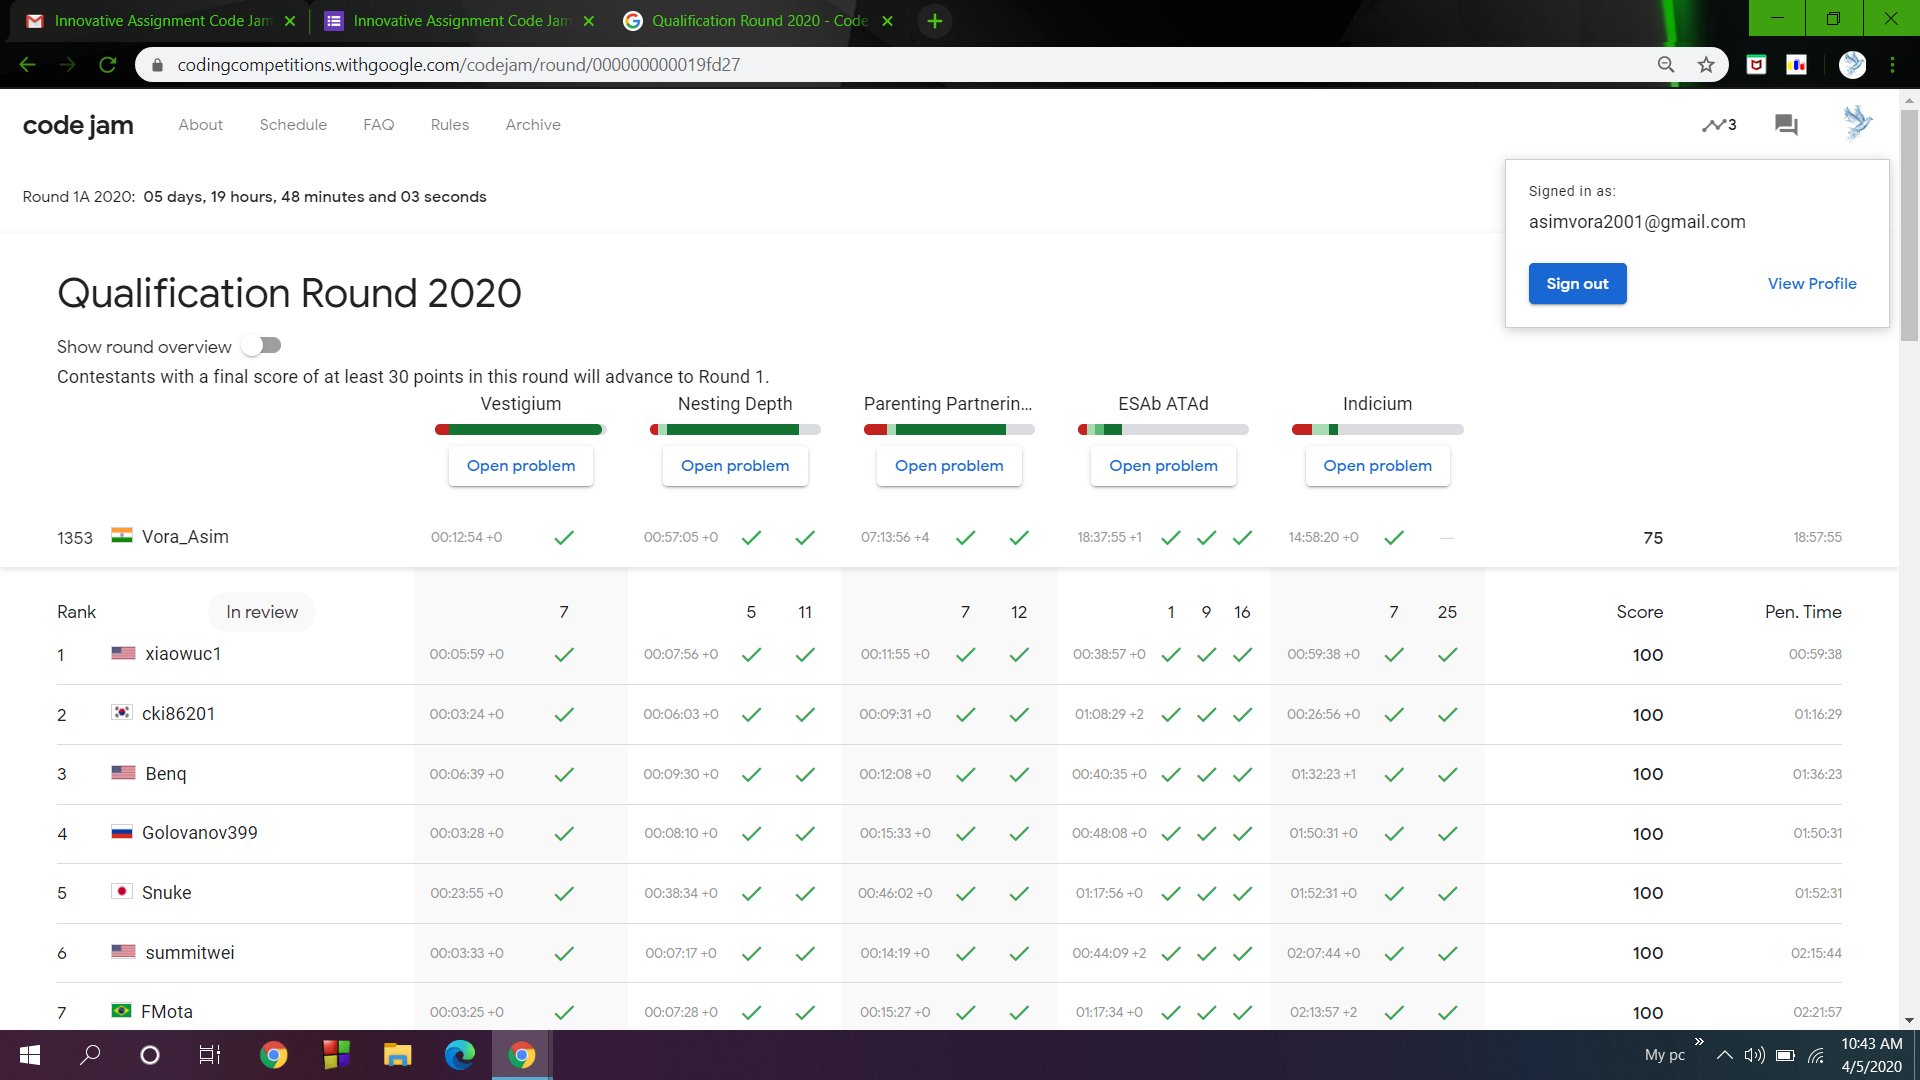 Innovative Assignment Code Jam
Innovative Assignment Code Jam
Qualification Round 2020 - Code
codingcompetitions.withgoogle.com/codejam/round/000000000019fd27
code jam About Schedule FAQ Rules Archive 3
Round 1A 2020: 05 days, 19 hours, 48 minutes and 03 seconds
Signed in as:
asimvora2001@gmail.com
Sign out View Profile
Qualification Round 2020
Show round overview
Contestants with a final score of at least 30 points in this round will advance to Round 1.
Vestigium Nesting Depth Parenting Partnerin... ESAb ATAd Indicium
Open problem Open problem Open problem Open problem Open problem
1353 Vora_Asim 00:12:54 +0 00:57:05 +0 07:13:56 +4 18:37:55 +1 14:58:20 +0 75 18:57:55
Rank In review 7 5 11 7 12 1 9 16 7 25 Score Pen. Time
1 xiaowuc1 00:05:59 +0 00:07:56 +0 00:11:55 +0 00:38:57 +0 00:59:38 +0 100 00:59:38
2 cki86201 00:03:24 +0 00:06:03 +0 00:09:31 +0 01:08:29 +2 00:26:56 +0 100 01:16:29
3 Benq 00:06:39 +0 00:09:30 +0 00:12:08 +0 00:40:35 +0 01:32:23 +1 100 01:36:23
4 Golovanov399 00:03:28 +0 00:08:10 +0 00:15:33 +0 00:48:08 +0 01:50:31 +0 100 01:50:31
5 Snuke 00:23:55 +0 00:38:34 +0 00:46:02 +0 01:17:56 +0 01:52:31 +0 100 01:52:31
6 summitwei 00:03:33 +0 00:07:17 +0 00:14:19 +0 00:44:09 +2 02:07:44 +0 100 02:15:44
7 FMota 00:03:25 +0 00:07:28 +0 00:15:27 +0 01:17:34 +0 02:13:57 +2 100 02:21:57
My pc
10:43 AM
4/5/2020